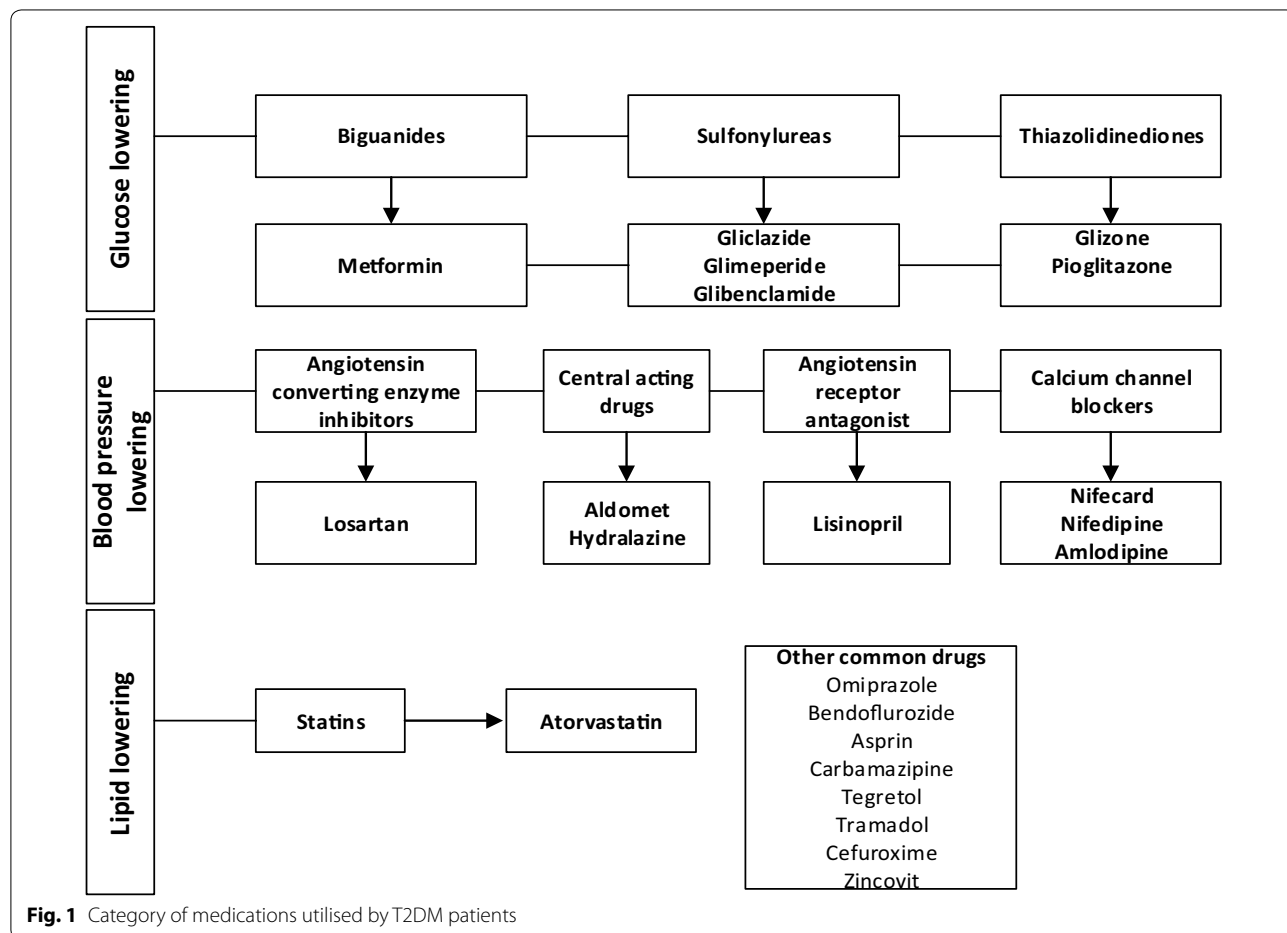 Glucose lowering
Biguanides
Sulfonylureas
Thiazolidinediones
Metformin
Gliclazide
Glimeperide
Glibenclamide
Glizone
Pioglitazone
Blood pressure
lowering
Angiotensin
converting enzyme
inhibitors
Central acting
drugs
Angiotensin
receptor
antagonist
Calcium channel
blockers
Losartan
Aldomet
Hydralazine
Lisinopril
Nifecard
Nifedipine
Amlodipine
Lipid lowering
Statins
Atorvastatin
Other common drugs
Omiprazole
Bendoflurozide
Asprin
Carbamazipine
Tegretol
Tramadol
Cefuroxime
Zincovit
Fig. 1 Category of medications utilised by T2DM patients